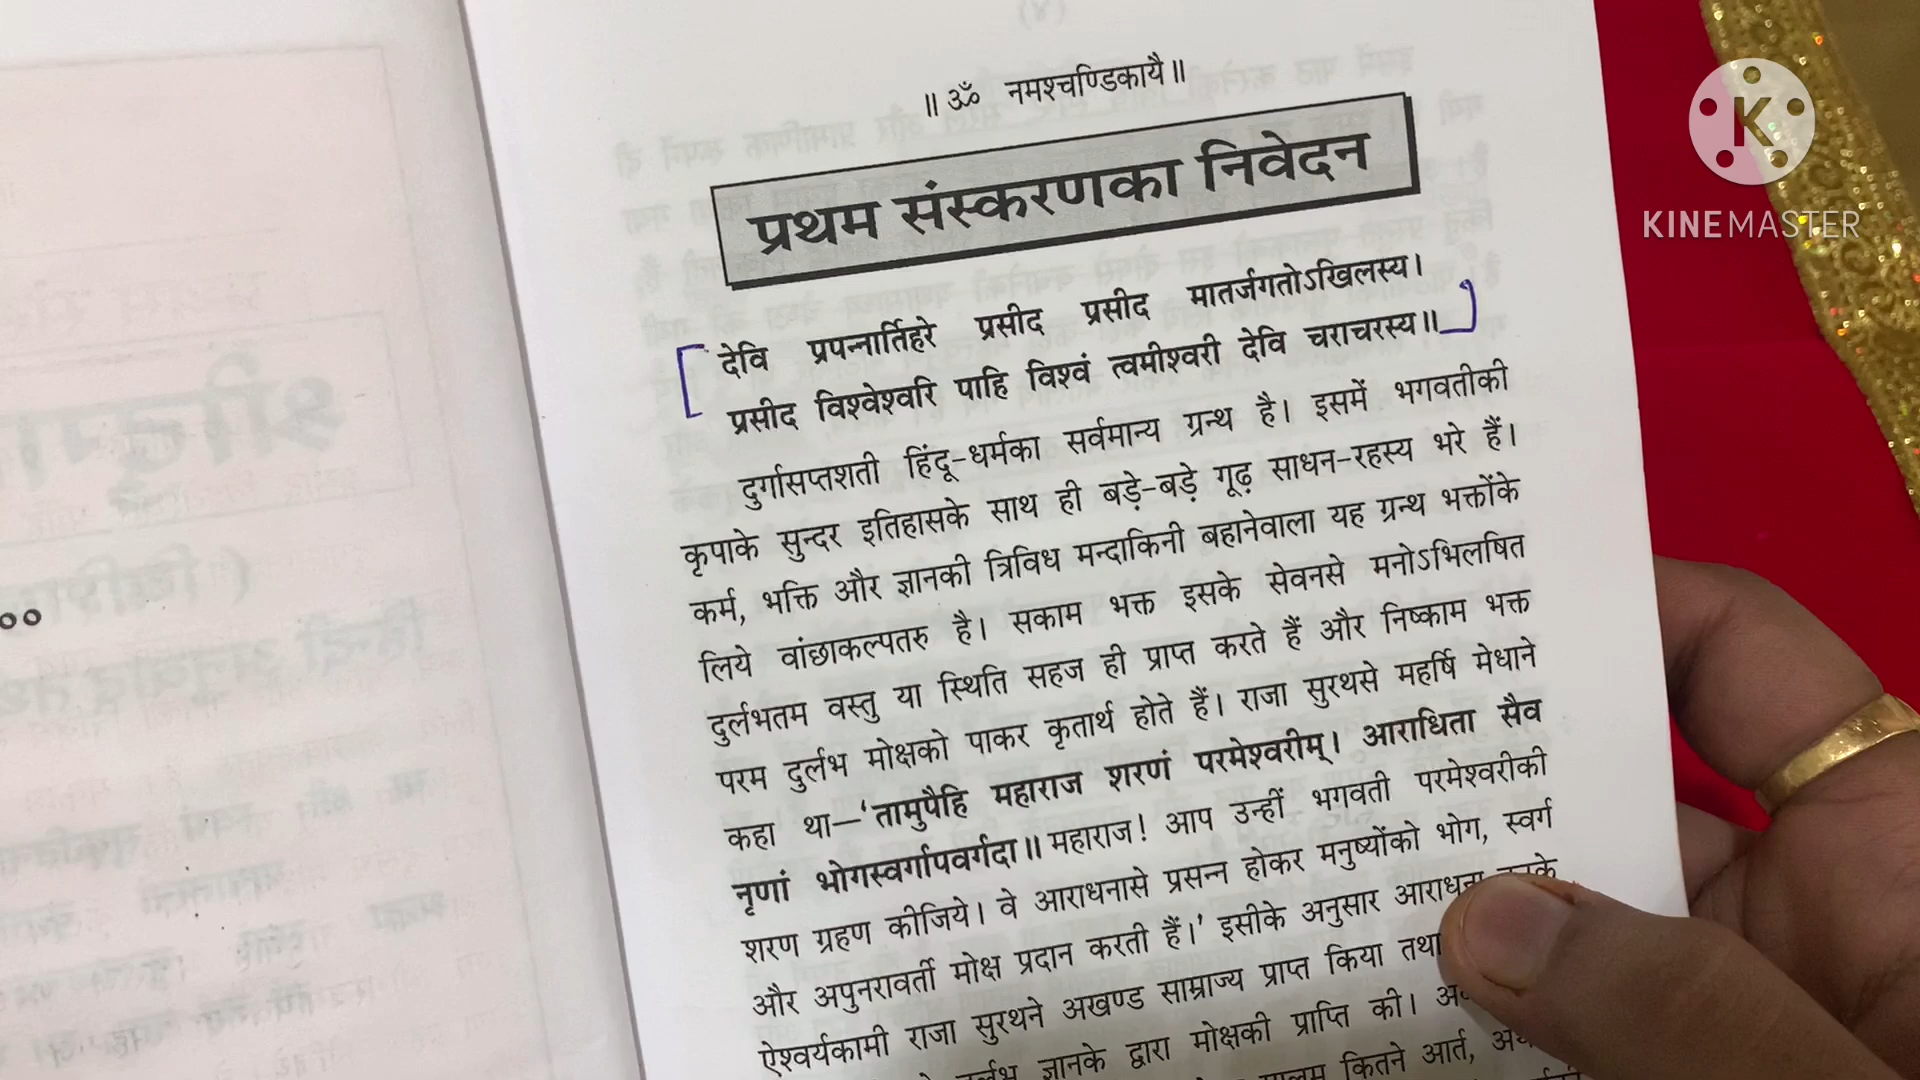 ॥ ॐ नमश्चण्डिकायै ॥
प्रथम संस्करणका निवेदन
देवि प्रपन्नार्तिहरे प्रसीद प्रसीद मातर्जगतोऽखिलस्य।
प्रसीद विश्वेश्वरि पाहि विश्वं त्वमीश्वरी देवि चराचरस्य॥
दुर्गासप्तशती हिंदू-धर्मका सर्वमान्य ग्रन्थ है। इसमें भगवतीकी
कृपाके सुन्दर इतिहासके साथ ही बड़े-बड़े गूढ़ साधन-रहस्य भरे हैं।
कर्म, भक्ति और ज्ञानकी त्रिविध मन्दाकिनी बहानेवाला यह ग्रन्थ भक्तोंके
लिये वांछाकल्पतरु है। सकाम भक्त इसके सेवनसे मनोऽभिलषित
दुर्लभतम वस्तु या स्थिति सहज ही प्राप्त करते हैं और निष्काम भक्त
परम दुर्लभ मोक्षको पाकर कृतार्थ होते हैं। राजा सुरथसे महर्षि मेधाने
कहा था—'तामुपैहि महाराज शरणं परमेश्वरीम्। आराधिता सैव
नृणां भोगस्वर्गापवर्गदा॥ महाराज! आप उन्हीं भगवती परमेश्वरीकी
शरण ग्रहण कीजिये। वे आराधनासे प्रसन्न होकर मनुष्योंको भोग, स्वर्ग
और अपुनरावर्ती मोक्ष प्रदान करती हैं।' इसीके अनुसार आराधना
ऐश्वर्यकामी राजा सुरथने अखण्ड साम्राज्य प्राप्त किया तथा
ज्ञानके द्वारा मोक्षकी प्राप्ति की।
कितने आर्त,
KINEMASTER